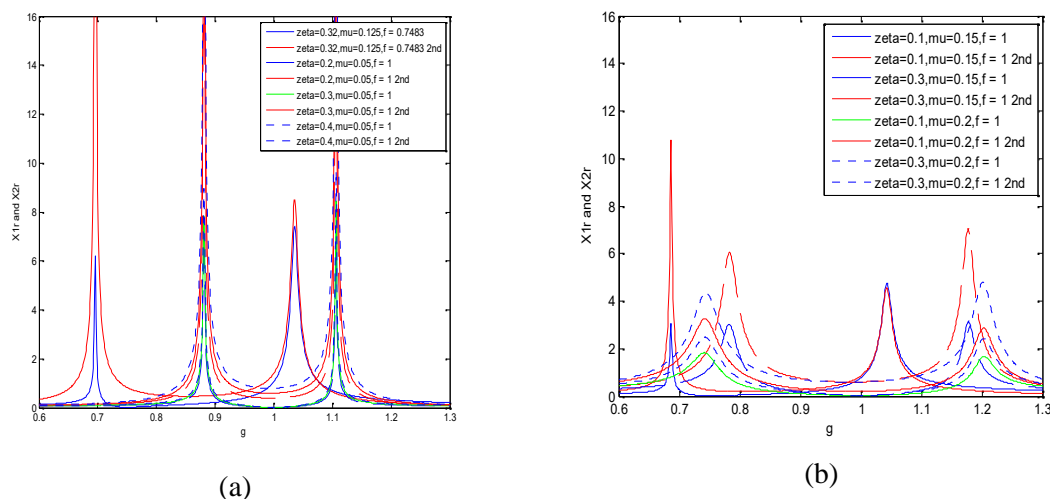 16
14
12
10
8
6
4
2
0
X1r and X2r
zeta=0.32,mu=0.125,f = 0.7483
zeta=0.32,mu=0.125,f = 0.7483 2nd
zeta=0.2,mu=0.05,f = 1
zeta=0.2,mu=0.05,f = 1 2nd
zeta=0.3,mu=0.05,f = 1
zeta=0.3,mu=0.05,f = 1 2nd
zeta=0.4,mu=0.05,f = 1
zeta=0.4,mu=0.05,f = 1 2nd
0.6 0.7 0.8 0.9 1 1.1 1.2 1.3
g
(a)
16
14
12
10
8
6
4
2
0
X1r and X2r
zeta=0.1,mu=0.15,f = 1
zeta=0.1,mu=0.15,f = 1 2nd
zeta=0.3,mu=0.15,f = 1
zeta=0.3,mu=0.15,f = 1 2nd
zeta=0.1,mu=0.2,f = 1
zeta=0.1,mu=0.2,f = 1 2nd
zeta=0.3,mu=0.2,f = 1
zeta=0.3,mu=0.2,f = 1 2nd
0.6 0.7 0.8 0.9 1 1.1 1.2 1.3
g
(b)